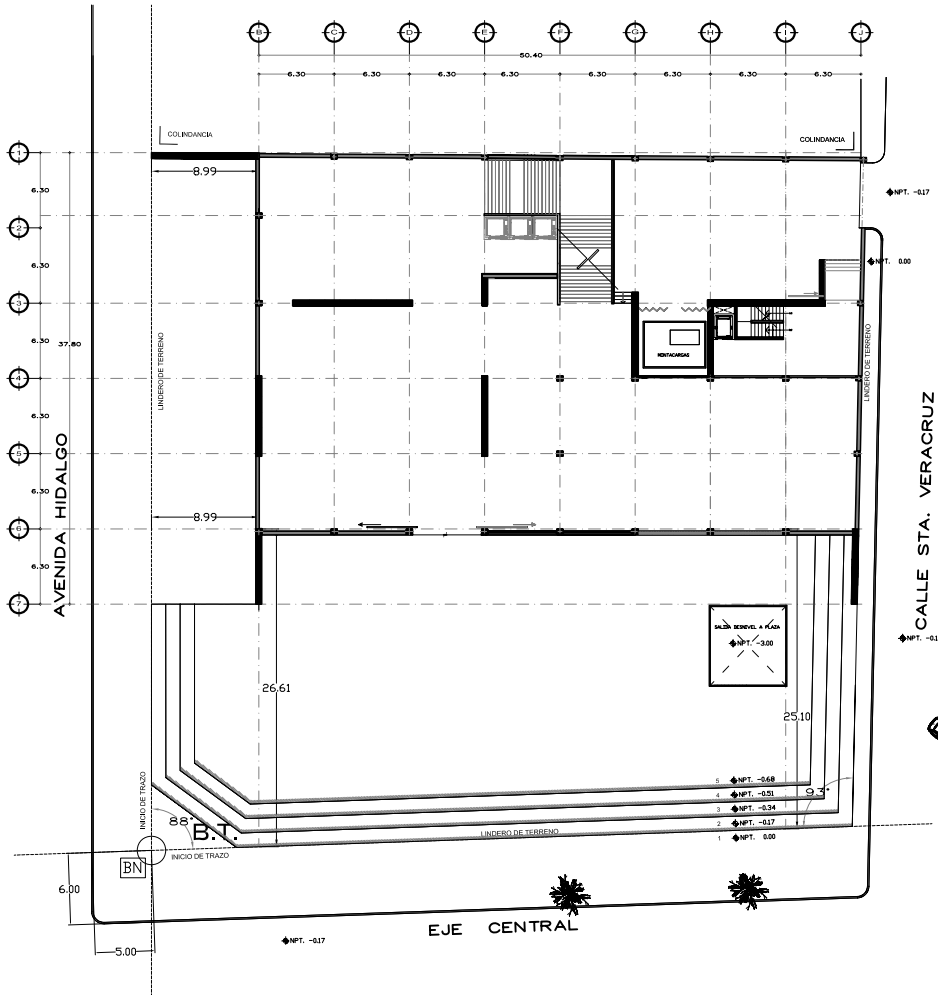 B C D E F G H I J
50.40
6.30 6.30 6.30 6.30 6.30 6.30 6.30 6.30
COLINDANCIA
COLINDANCIA
1
8.99
6.30
NPT. -0.17
2
6.30
NPT. 0.00
3
6.30
37.80
LINDERO DE TERRENO
MONTACARGAS
LINDERO DE TERRENO
4
6.30
5
AVENIDA HIDALGO
CALLE STA. VERACRUZ
6.30
8.99
6
6.30
7
SALIDA DESNIVEL A PLAZA
NPT. -3.00
NPT. -0.1
26.61
25.10
5 NPT. -0.68
4 NPT. -0.51
3 NPT. -0.34
2 NPT. -0.17
1 NPT. 0.00
93°
INICIO DE TRAZO
88°
B.T.
LINDERO DE TERRENO
INICIO DE TRAZO
BN
6.00
EJE CENTRAL
NPT. -0.17
5.00